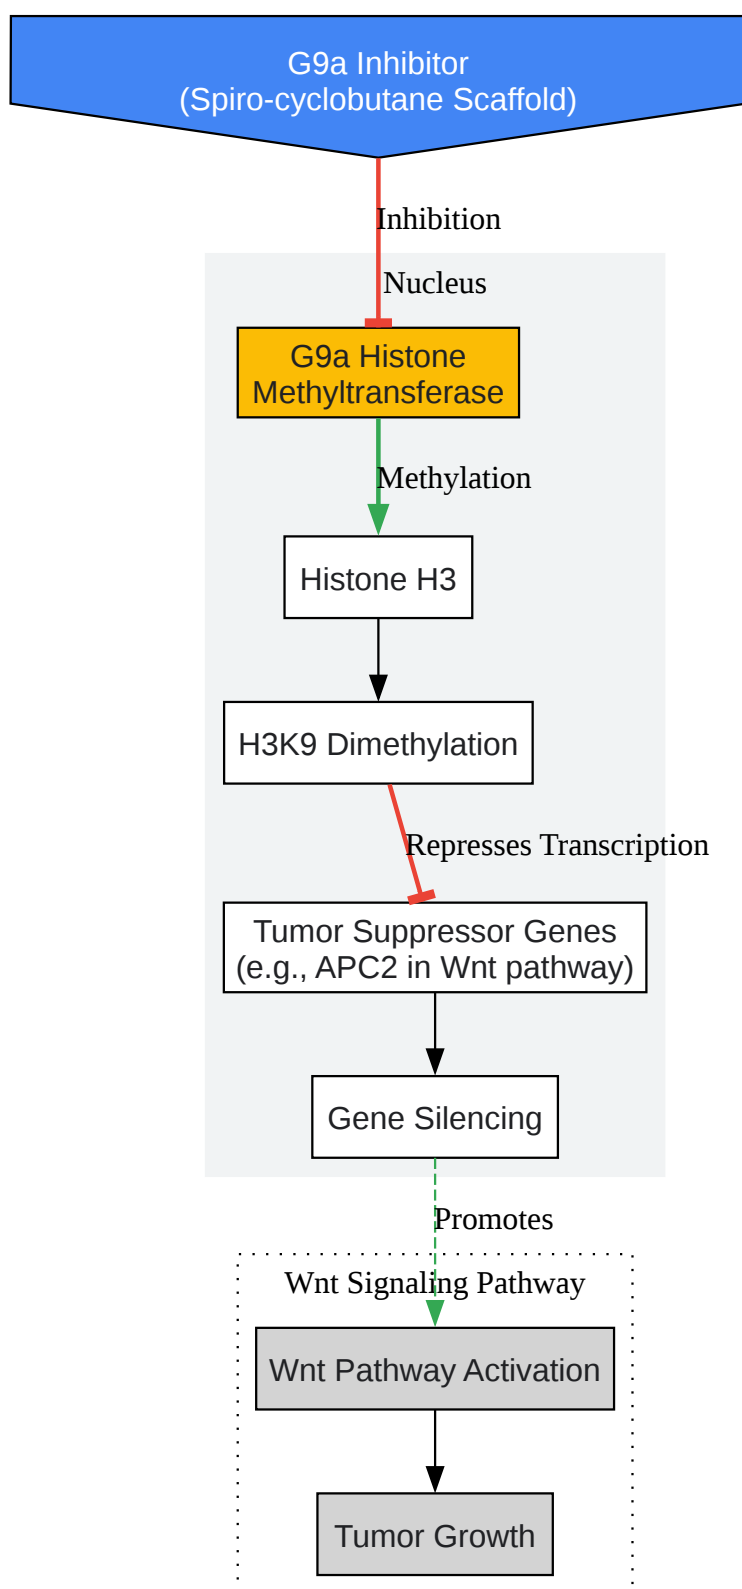 G9a Inhibitor
(Spiro-cyclobutane Scaffold)
Inhibition
Nucleus
G9a Histone
Methyltransferase
Methylation
Histone H3
H3K9 Dimethylation
Represses Transcription
Tumor Suppressor Genes
(e.g., APC2 in Wnt pathway)
Gene Silencing
Promotes
Wnt Signaling Pathway
Wnt Pathway Activation
Tumor Growth